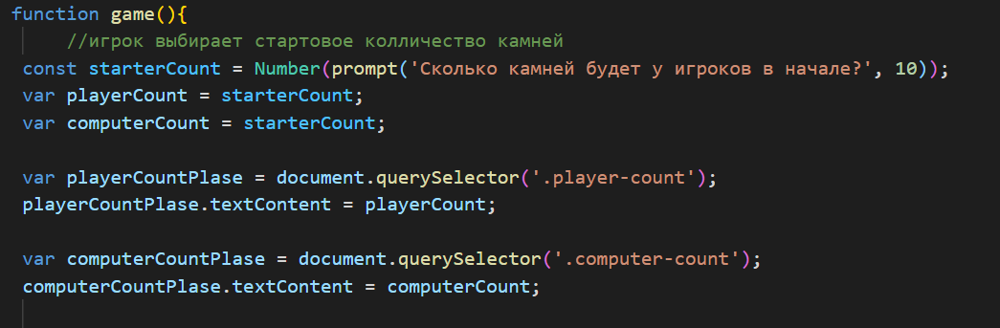 function game(){
//игрок выбирает стартовое колличество камней
const starterCount = Number(prompt('Сколько камней будет у игроков в начале?', 10));
var playerCount = starterCount;
var computerCount = starterCount;
var playerCountPlase = document.querySelector('.player-count');
playerCountPlase.textContent = playerCount;
var computerCountPlase = document.querySelector('.computer-count');
computerCountPlase.textContent = computerCount;